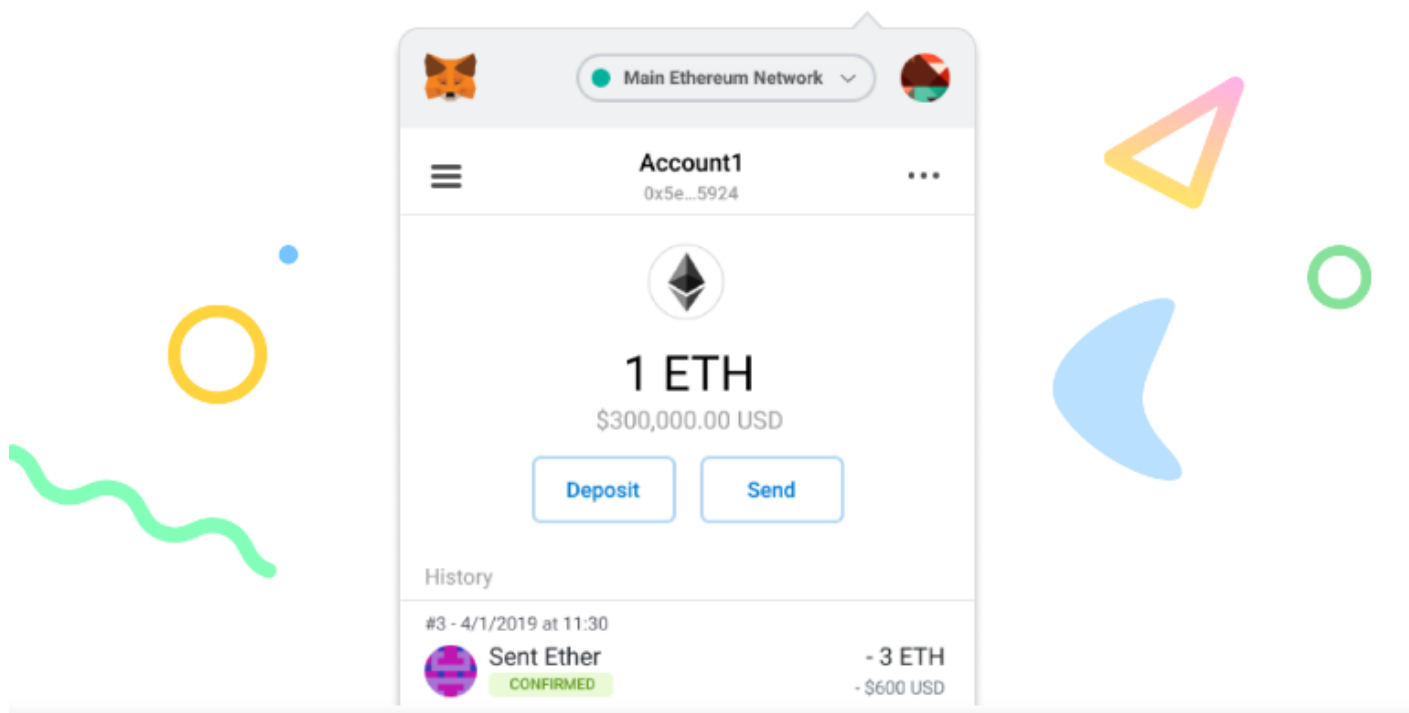 Main Ethereum Network
Account1
0x5e...5924
1 ETH
$300,000.00 USD
Deposit Send
History
#3 - 4/1/2019 at 11:30
Sent Ether - 3 ETH
CONFIRMED - $600 USD